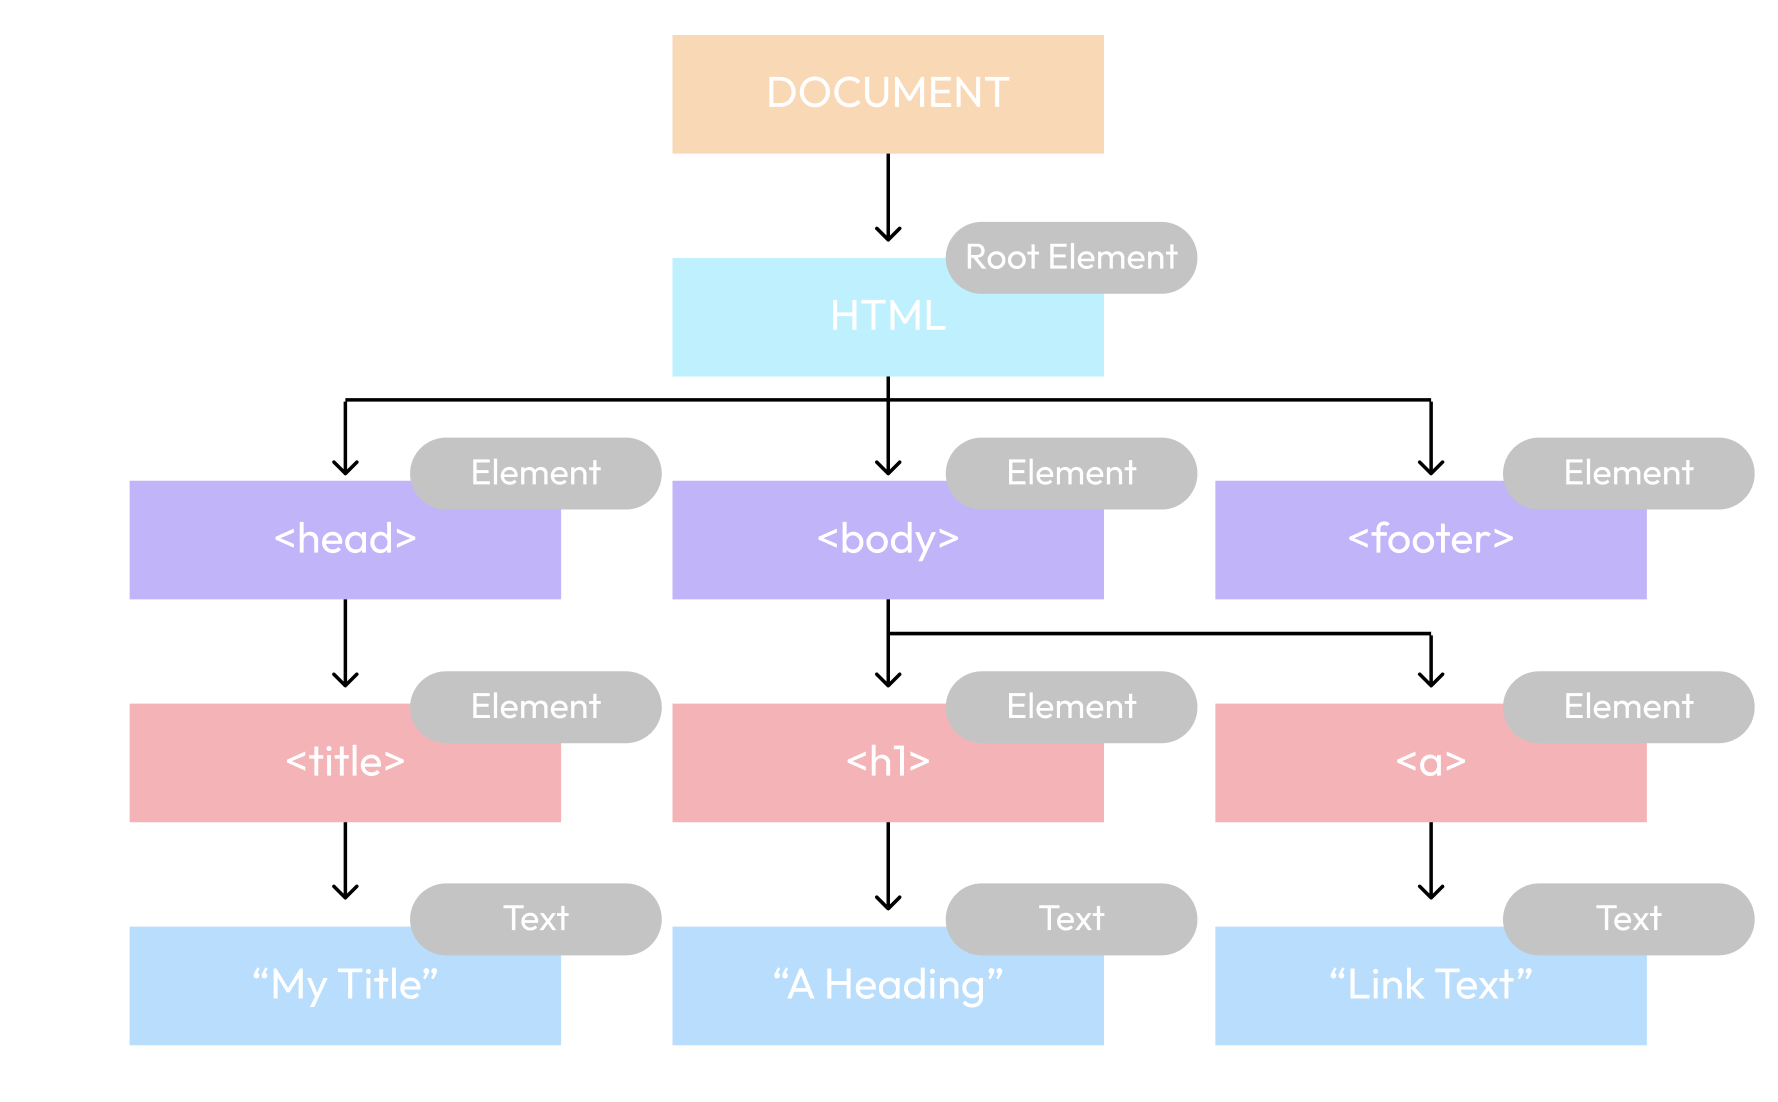 DOCUMENT
Root Element
HTML
Element
Element
Element
<head>
<body>
<footer>
Element
Element
Element
<title>
<h1>
<a>
Text
Text
Text
“My Title”
“A Heading”
“Link Text”